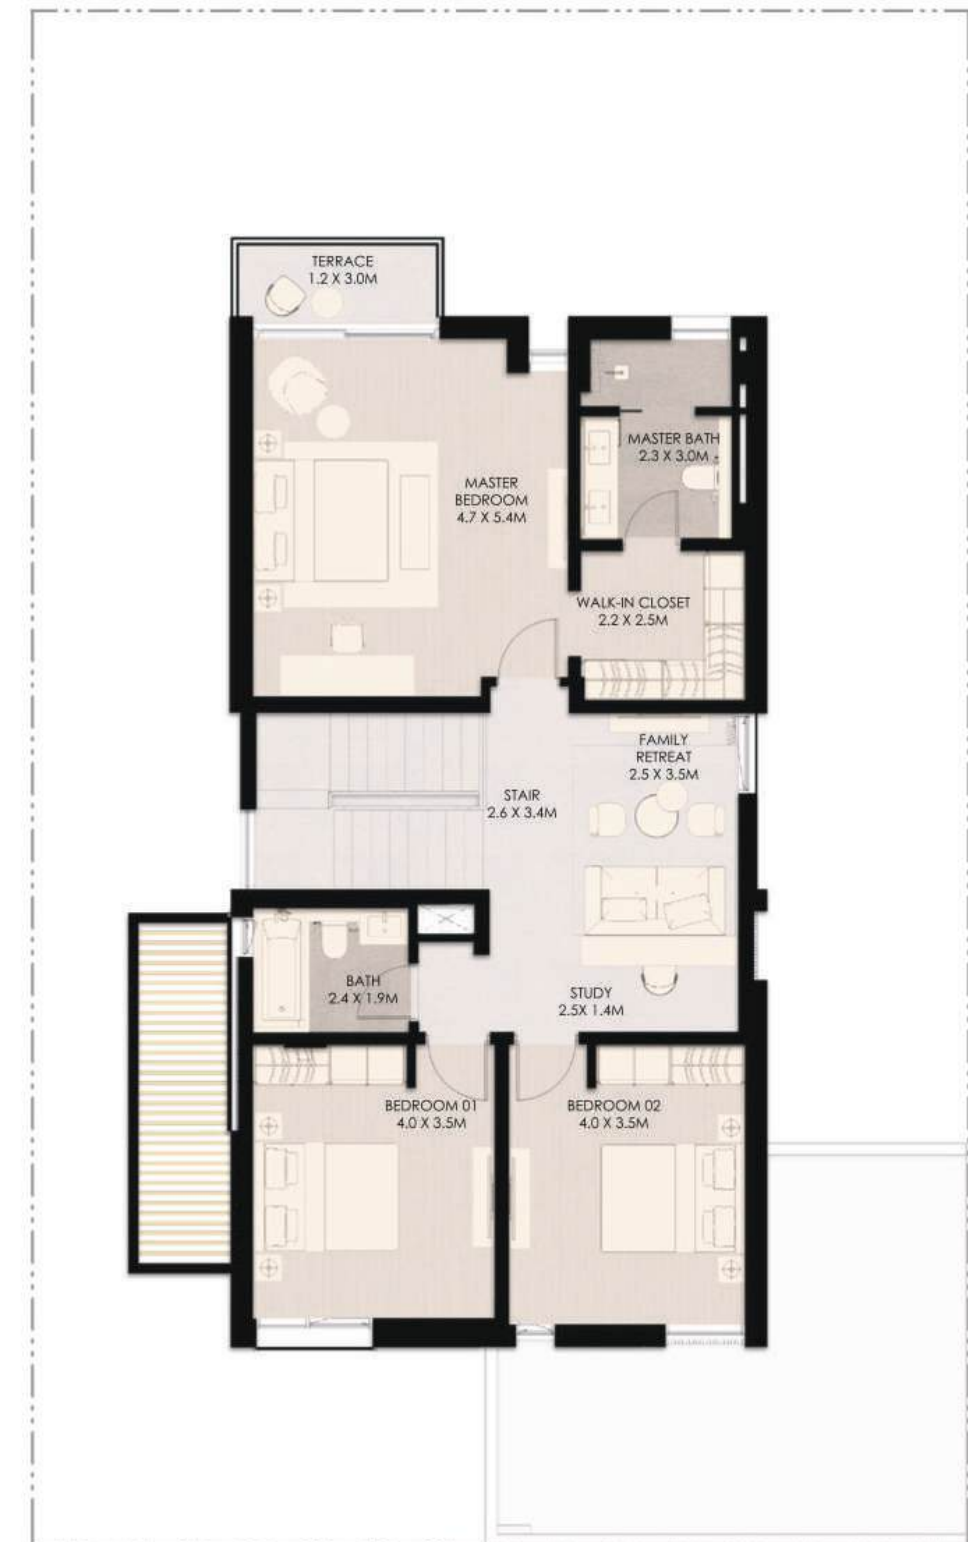 TERRACE
1.2 X 3.0M
MASTER BATH
2.3 X 3.0M
MASTER
BEDROOM
4.7 X 5.4M
WALK-IN CLOSET
2.2 X 2.5M
FAMILY
RETREAT
2.5 X 3.5M
STAIR
2.6 X 3.4M
BATH
2.4 X 1.9M
STUDY
2.5X 1.4M
BEDROOM 01
4.0 X 3.5M
BEDROOM 02
4.0 X 3.5M